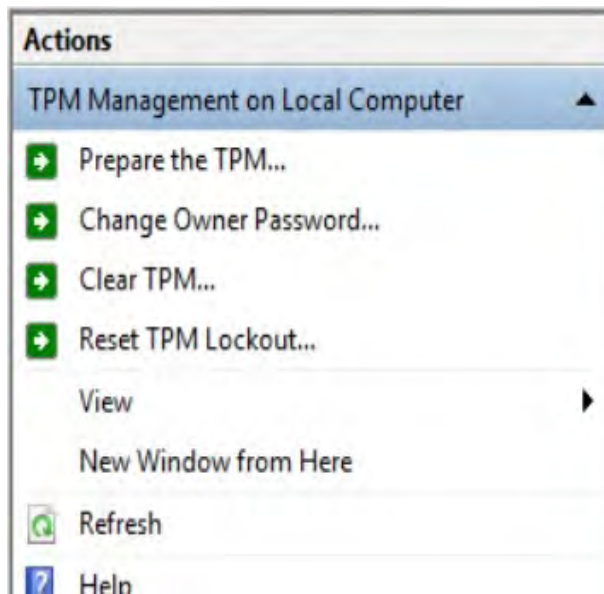 Actions
TPM Management on Local Computer
Prepare the TPM...
Change Owner Password...
Clear TPM...
Reset TPM Lockout...
View
New Window from Here
Refresh
Help